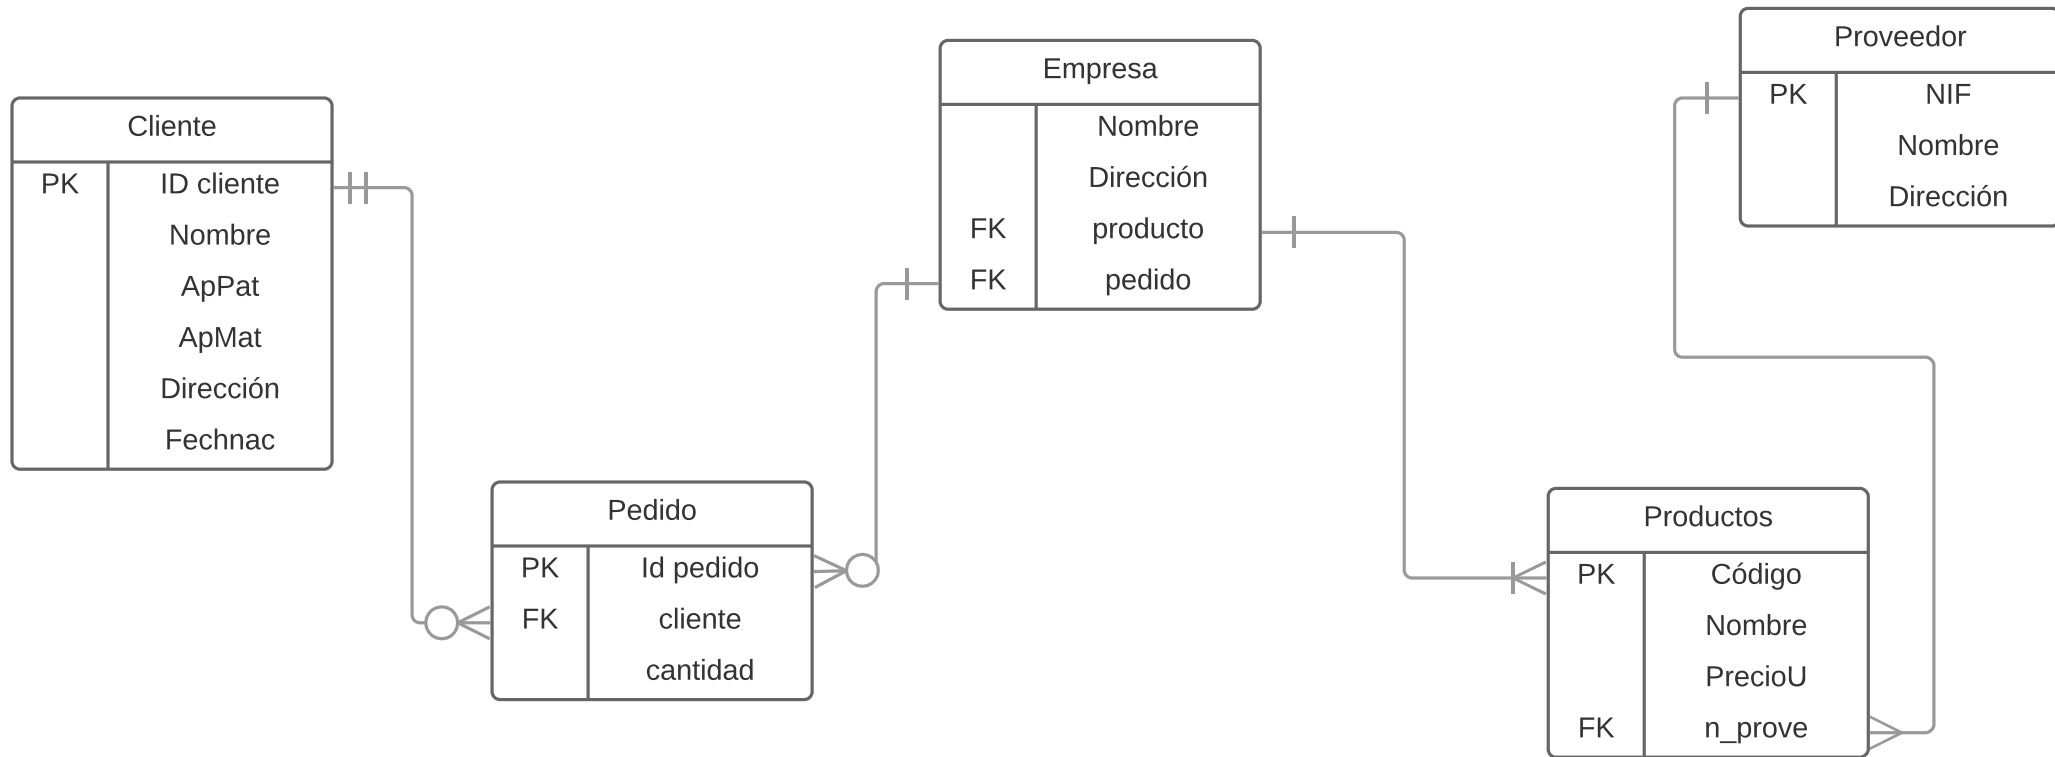 Cliente
PK ID cliente
Nombre
ApPat
ApMat
Dirección
Fechnac
Pedido
PK Id pedido
FK cliente
cantidad
Empresa
Nombre
Dirección
FK producto
FK pedido
Proveedor
PK NIF
Nombre
Dirección
Productos
PK Código
Nombre
PrecioU
FK n_prove